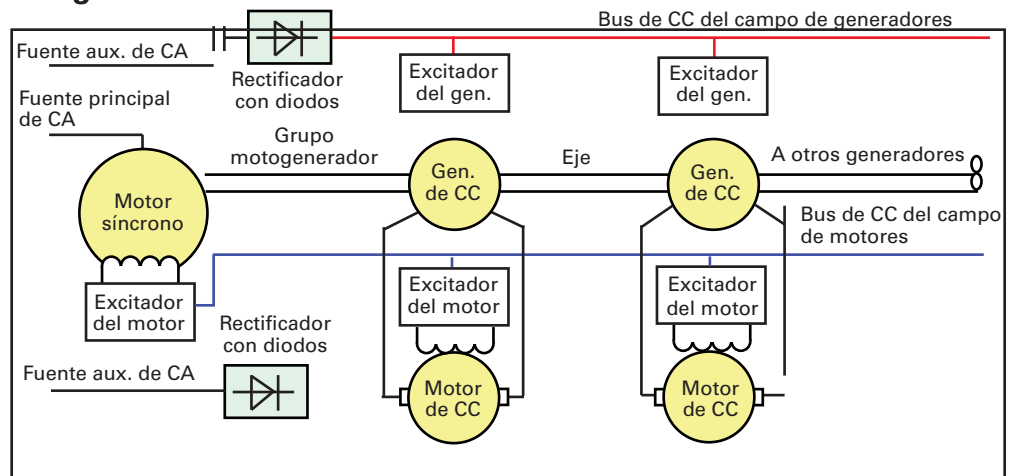 Bus de CC del campo de generadores
Fuente aux. de CA
Rectificador
con diodos
Excitador
del gen.
Excitador
del gen.
Fuente principal
de CA
Grupo
motogenerador
Eje
A otros generadores
Motor
síncrono
Gen.
de CC
Gen.
de CC
Bus de CC del campo
de motores
Excitador
del motor
Excitador
del motor
Excitador
del motor
Rectificador
con diodos
Fuente aux. de CA
Motor
de CC
Motor
de CC